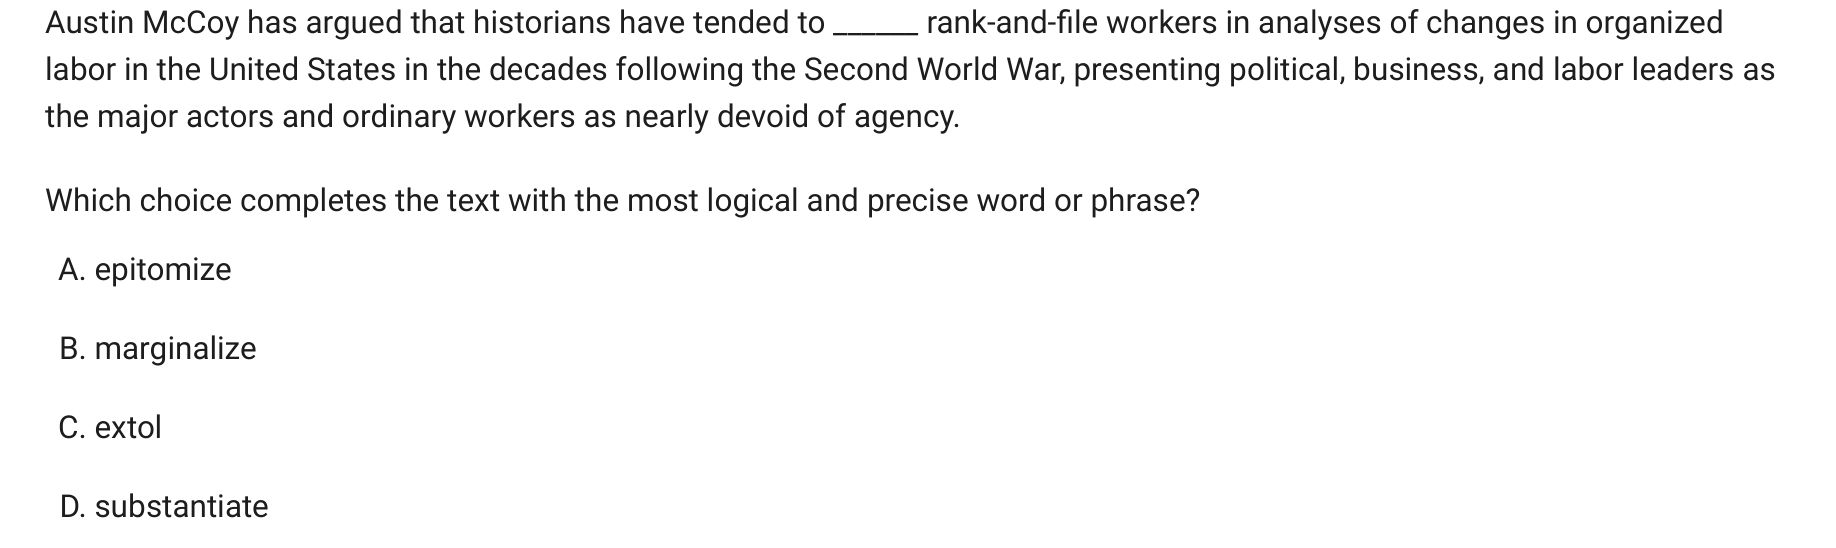 Austin McCoy has argued that historians have tended to ______ rank-and-file workers in analyses of changes in organized
labor in the United States in the decades following the Second World War, presenting political, business, and labor leaders as
the major actors and ordinary workers as nearly devoid of agency.
Which choice completes the text with the most logical and precise word or phrase?
A. epitomize
B. marginalize
C. extol
D. substantiate